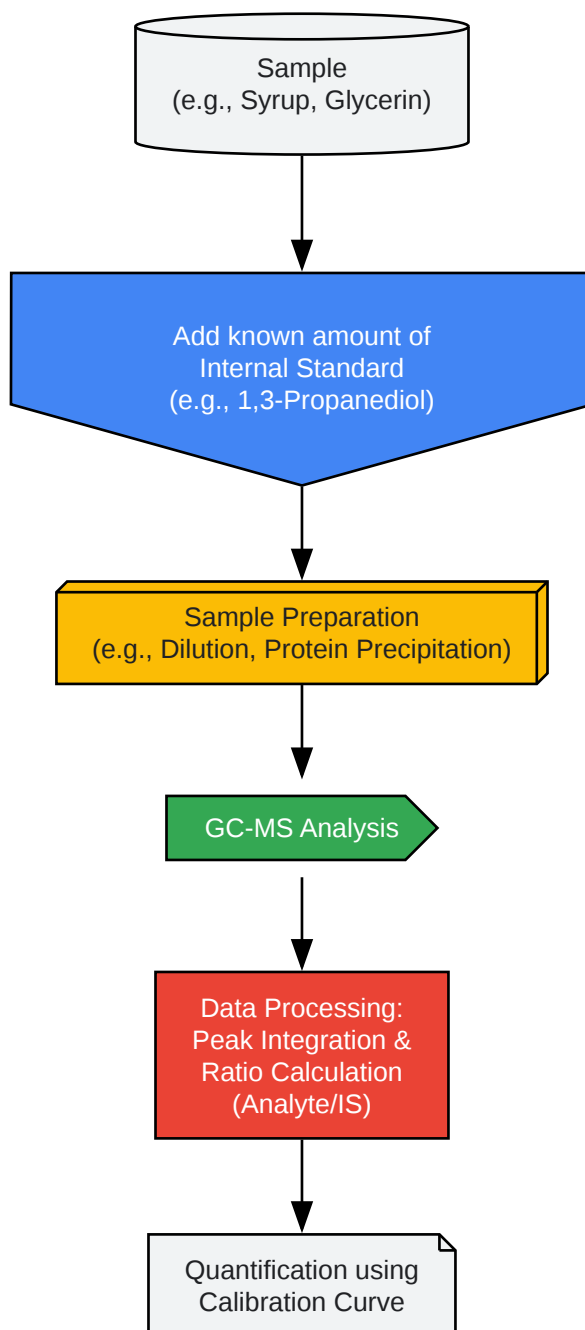 Sample
(e.g., Syrup, Glycerin)
Add known amount of
Internal Standard
(e.g., 1,3-Propanediol)
Sample Preparation
(e.g., Dilution, Protein Precipitation)
GC-MS Analysis
Data Processing:
Peak Integration &
Ratio Calculation
(Analyte/IS)
Quantification using
Calibration Curve